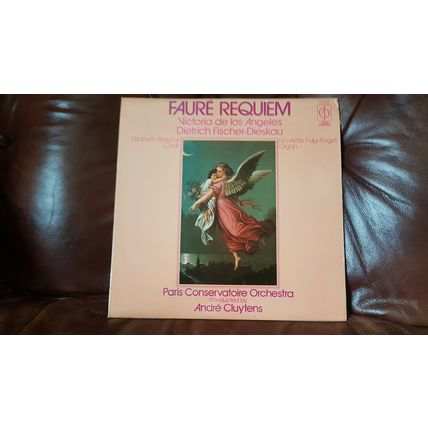 FAURÉ REQUIEM
Victoria de los Angeles
Dietrich Fischer-Dieskau
Elisabeth Brasseur
Choir
Henriette Puig-Roget
Organ
Paris Conservatoire Orchestra
conducted by
André Cluytens